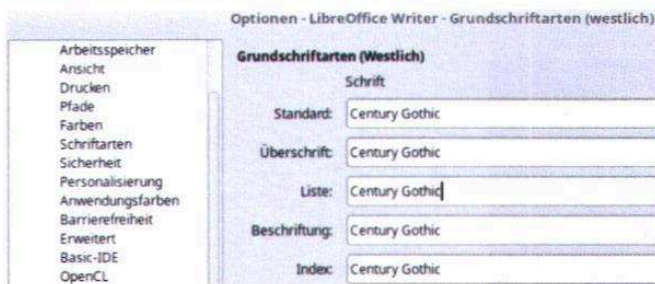 Optionen - LibreOffice Writer - Grundschriftarten (westlich)
Arbeitsspeicher
Ansicht
Drucken
Pfade
Farben
Schriftarten
Sicherheit
Personalisierung
Anwendungsfarben
Barrierefreiheit
Erweitert
Basic-IDE
OpenCL
Grundschriftarten (Westlich)
Schrift
Standard: Century Gothic
Überschrift: Century Gothic
Liste: Century Gothic
Beschriftung: Century Gothic
Index: Century Gothic